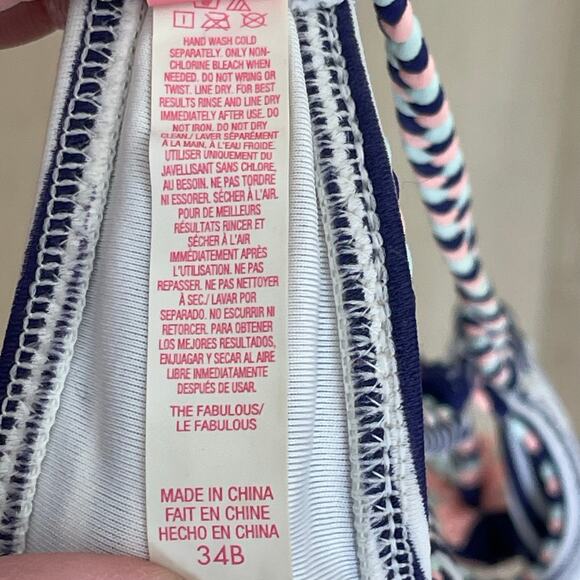 HAND WASH COLD
SEPARATELY. ONLY NON-
CHLORINE BLEACH WHEN
NEEDED. DO NOT WRING OR
TWIST. LINE DRY. FOR BEST
RESULTS RINSE AND LINE DRY
IMMEDIATELY AFTER USE. DO
NOT IRON. DO NOT DRY
CLEAN./ LAVER SÉPARÉMENT
À LA MAIN, À L'EAU FROIDE.
UTILISER UNIQUEMENT DU
JAVELLISANT SANS CHLORE,
AU BESOIN. NE PAS TORDRE
NI ESSORER. SÉCHER À L'AIR.
POUR DE MEILLEURS
RÉSULTATS RINCER ET
SÉCHER À L'AIR
IMMÉDIATEMENT APRÈS
L'UTILISATION. NE PAS
REPASSER. NE PAS NETTOYER
À SEC./ LAVAR POR
SEPARADO. NO ESCURRIR NI
RETORCER. PARA OBTENER
LOS MEJORES RESULTADOS,
ENJUAGAR Y SECAR AL AIRE
LIBRE INMEDIATAMENTE
DESPUÉS DE USAR.
THE FABULOUS/
LE FABULOUS
MADE IN CHINA
FAIT EN CHINE
HECHO EN CHINA
34B